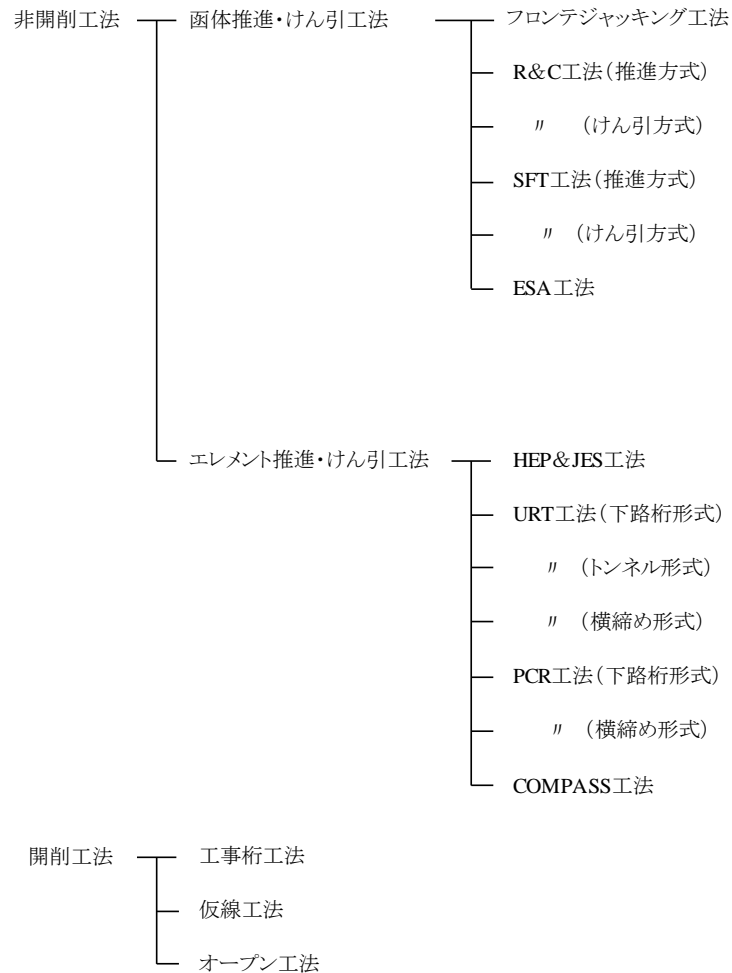 非開削工法 函体推進・けん引工法 フロンテジャッキング工法
R&C工法(推進方式)
〃 (けん引方式)
SFT工法(推進方式)
〃 (けん引方式)
ESA工法
エレメント推進・けん引工法 HEP&JES工法
URT工法(下路桁形式)
〃 (トンネル形式)
〃 (横締め形式)
PCR工法(下路桁形式)
〃 (横締め形式)
COMPASS工法
開削工法 工事桁工法
仮線工法
オープン工法